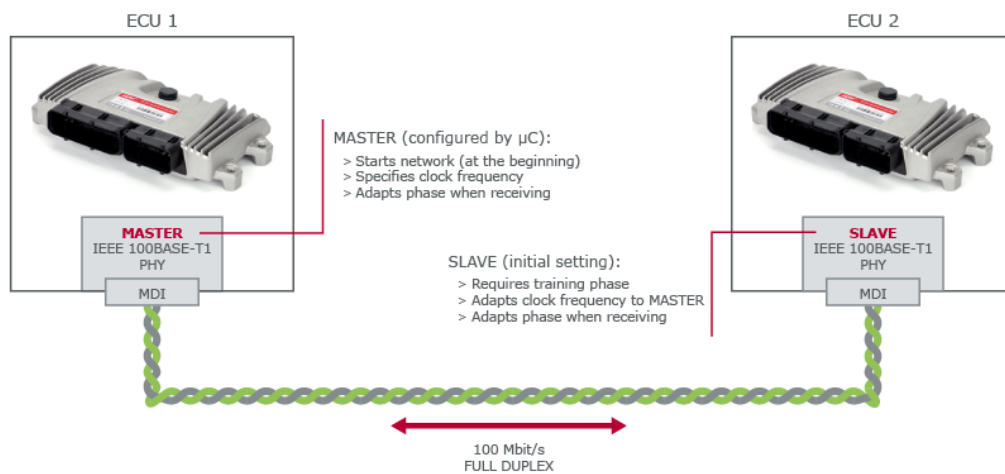 ECU 1
ECU 2
MASTER (configured by µC):
> Starts network (at the beginning)
> Specifies clock frequency
> Adapts phase when receiving
MASTER
IEEE 100BASE-T1
PHY
MDI
SLAVE (initial setting):
> Requires training phase
> Adapts clock frequency to MASTER
> Adapts phase when receiving
SLAVE
IEEE 100BASE-T1
PHY
MDI
100 Mbit/s
FULL DUPLEX